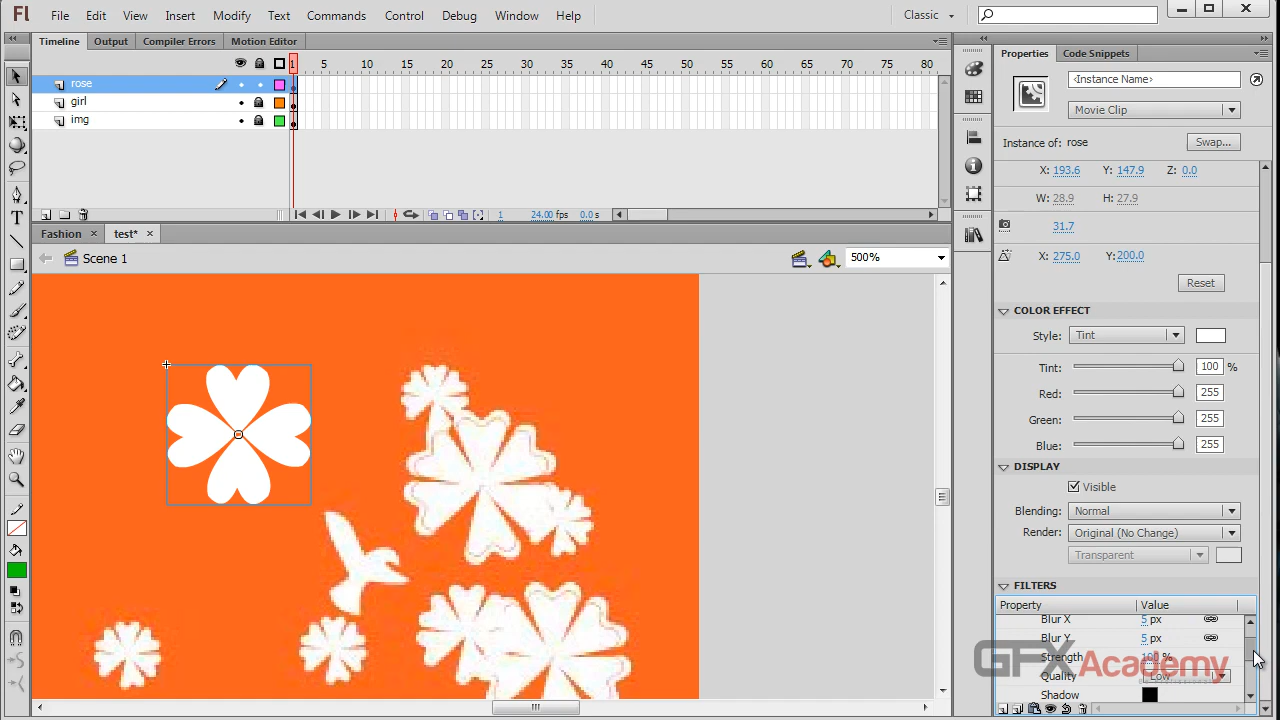 Fl File Edit View Insert Modify Text Commands Control Debug Window Help Classic
Timeline Output Compiler Errors Motion Editor
Properties Code Snippets
1 5 10 15 20 25 30 35 40 45 50 55 60 65 70 75 80
rose
girl
img
<Instance Name>
Movie Clip
Instance of: rose Swap...
X: 193.6 Y: 147.9 Z: 0.0
W: 28.9 H: 27.9
31.7
X: 275.0 Y: 200.0
Reset
1 24.00 fps 0.0 s
Fashion test*
Scene 1 500%
COLOR EFFECT
Style: Tint
Tint: 100 %
Red: 255
Green: 255
Blue: 255
DISPLAY
Visible
Blending: Normal
Render: Original (No Change)
Transparent
FILTERS
Property Value
Blur X 5 px
Blur Y 5 px
Strength 100 %
Quality Low
Shadow
GFX Academy